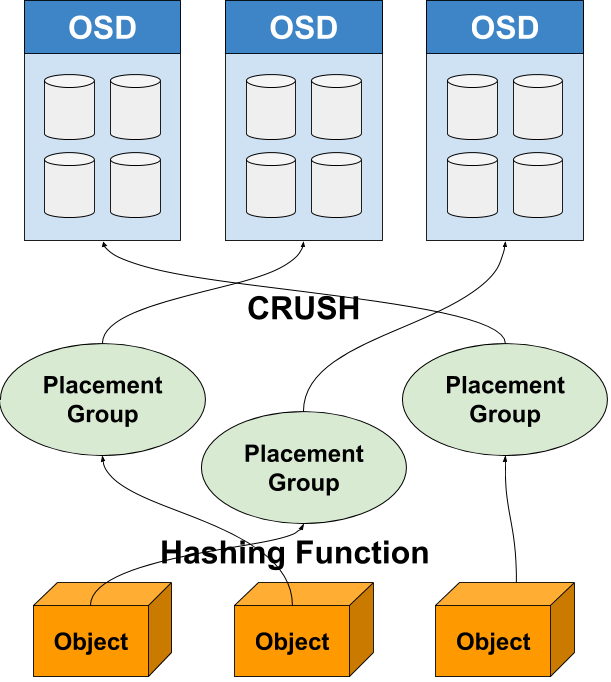 OSD
OSD
OSD
CRUSH
Placement
Group
Placement
Group
Placement
Group
Hashing Function
Object
Object
Object